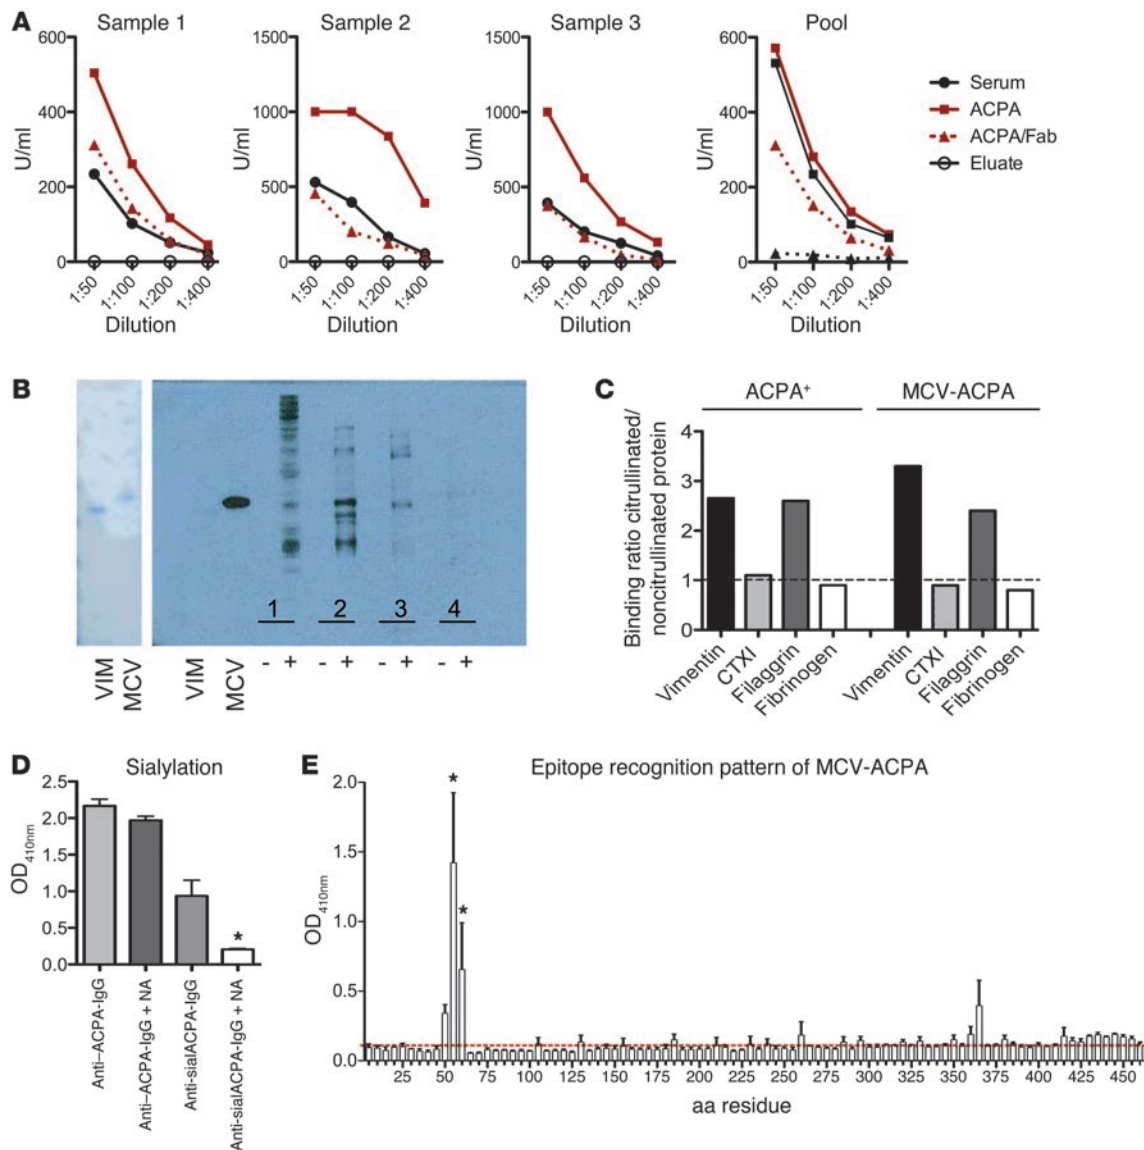 A
Sample 1
Sample 2
Sample 3
Pool
600
400
200
0
U/ml
1:50
1:100
1:200
1:400
Dilution
1500
1000
500
0
U/ml
1:50
1:100
1:200
1:400
Dilution
1500
1000
500
0
U/ml
1:50
1:100
1:200
1:400
Dilution
600
400
200
0
U/ml
1:50
1:100
1:200
1:400
Dilution
Serum
ACPA
ACPA/Fab
Eluate
B
1 2 3 4
- + - + - + - +
VIM
MCV
VIM
MCV
C
ACPA+
MCV-ACPA
Binding ratio citrullinated/
noncitrullinated protein
4
3
2
1
0
Vimentin
CTXI
Filaggrin
Fibrinogen
Vimentin
CTXI
Filaggrin
Fibrinogen
D
Sialylation
OD410nm
2.5
2.0
1.5
1.0
0.5
0.0
*
Anti–ACPA-IgG
Anti–ACPA-IgG + NA
Anti-sialACPA-IgG
Anti-sialACPA-IgG + NA
E
Epitope recognition pattern of MCV-ACPA
OD410nm
2.0
1.5
1.0
0.5
0.0
*
*
25 50 75 100 125 150 175 200 225 250 275 300 325 350 375 400 425 450
aa residue